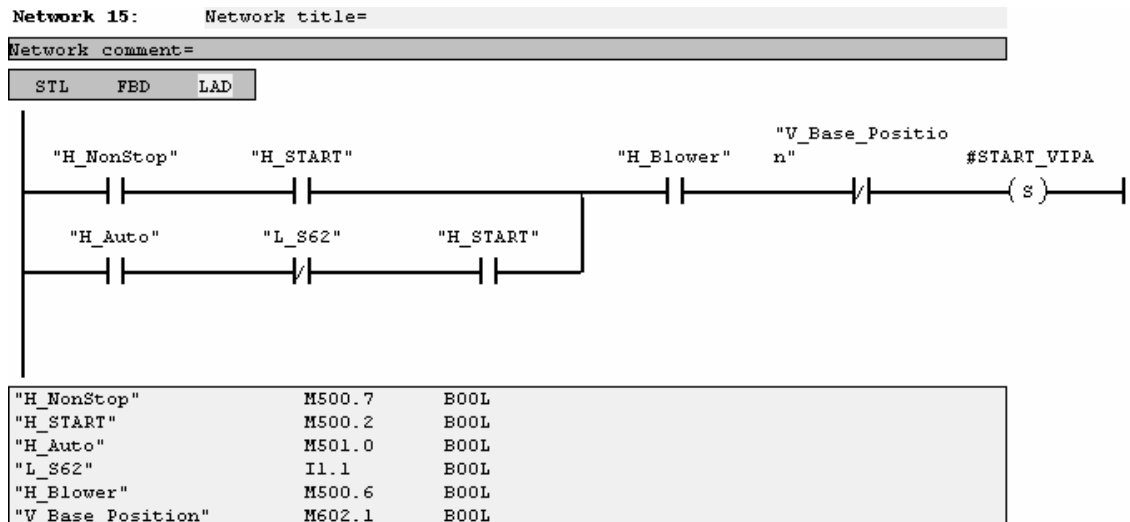 Network 15: Network title=
Network comment=
STL FBD LAD
"V_Base_Positio
"H_NonStop" "H_START" "H_Blower" n" #START_VIPA
S
"H_Auto" "L_S62" "H_START"
"H_NonStop" M500.7 BOOL
"H_START" M500.2 BOOL
"H_Auto" M501.0 BOOL
"L_S62" I1.1 BOOL
"H_Blower" M500.6 BOOL
"V_Base_Position" M602.1 BOOL